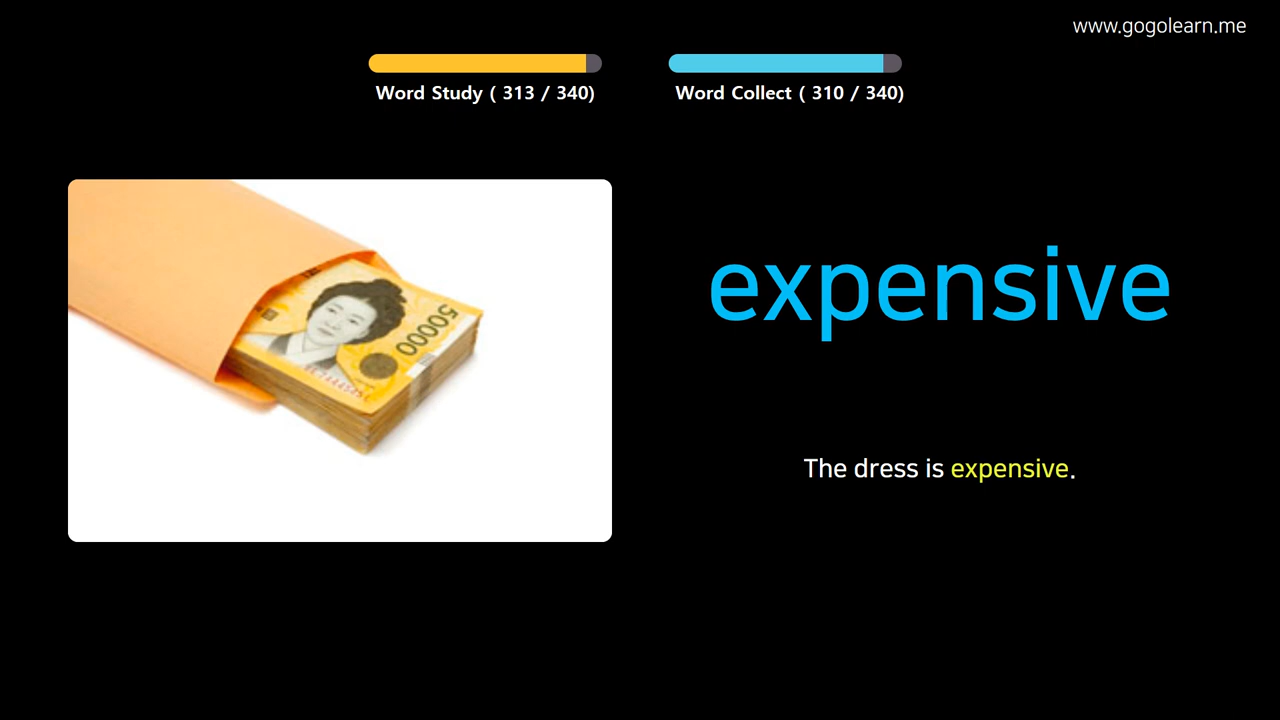 www.gogolearn.me
Word Study ( 313 / 340)
Word Collect ( 310 / 340)
50000
expensive
The dress is expensive.